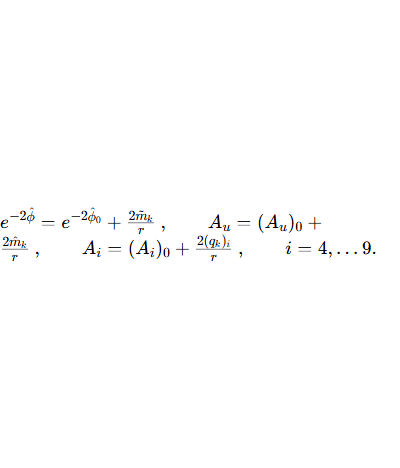 $e^{-2\hat{\phi}} = e^{-2\hat{\phi}_0} + \frac{2\tilde{m}_k}{r} \ , \qquad A_u = (A_u)_0 +$
$\frac{2\hat{m}_k}{r} \ , \qquad A_i = (A_i)_0 + \frac{2(q_k)_i}{r} \ , \qquad i = 4, \ldots 9.$